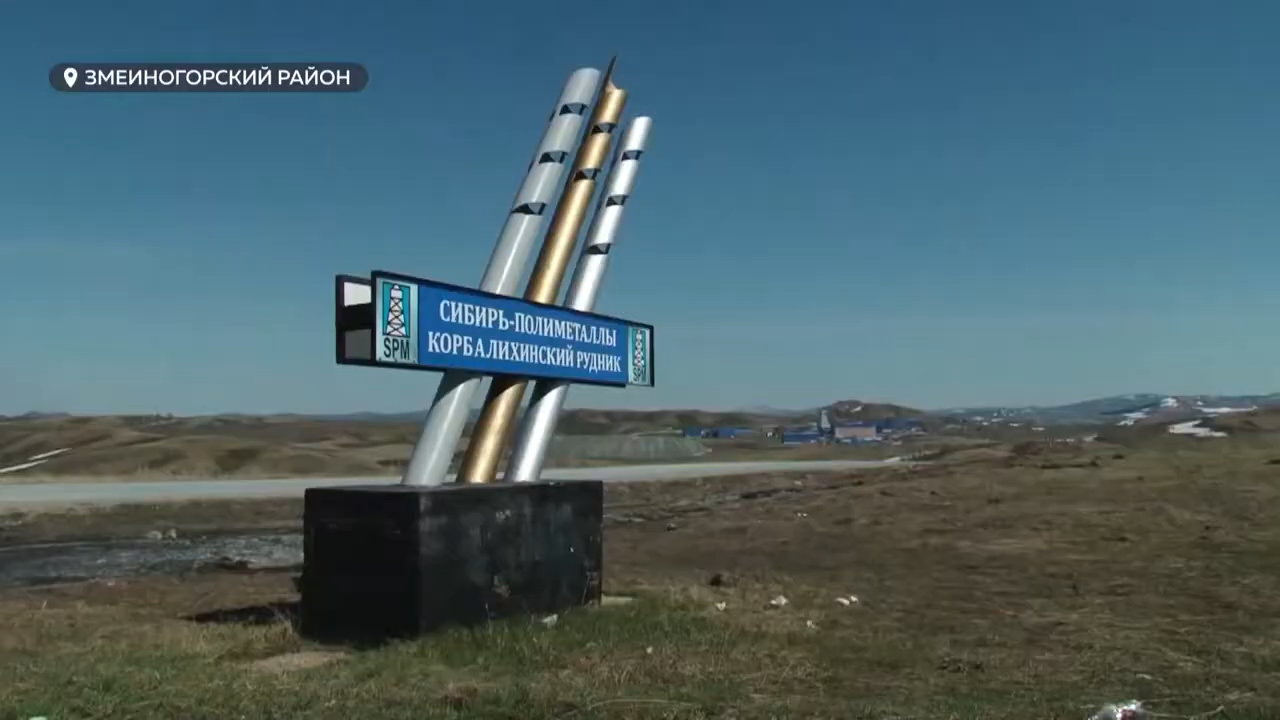 ЗМЕИНОГОРСКИЙ РАЙОН
СИБИРЬ-ПОЛИМЕТАЛЛЫ
КОРБАЛИХИНСКИЙ РУДНИК
SPM
SPM